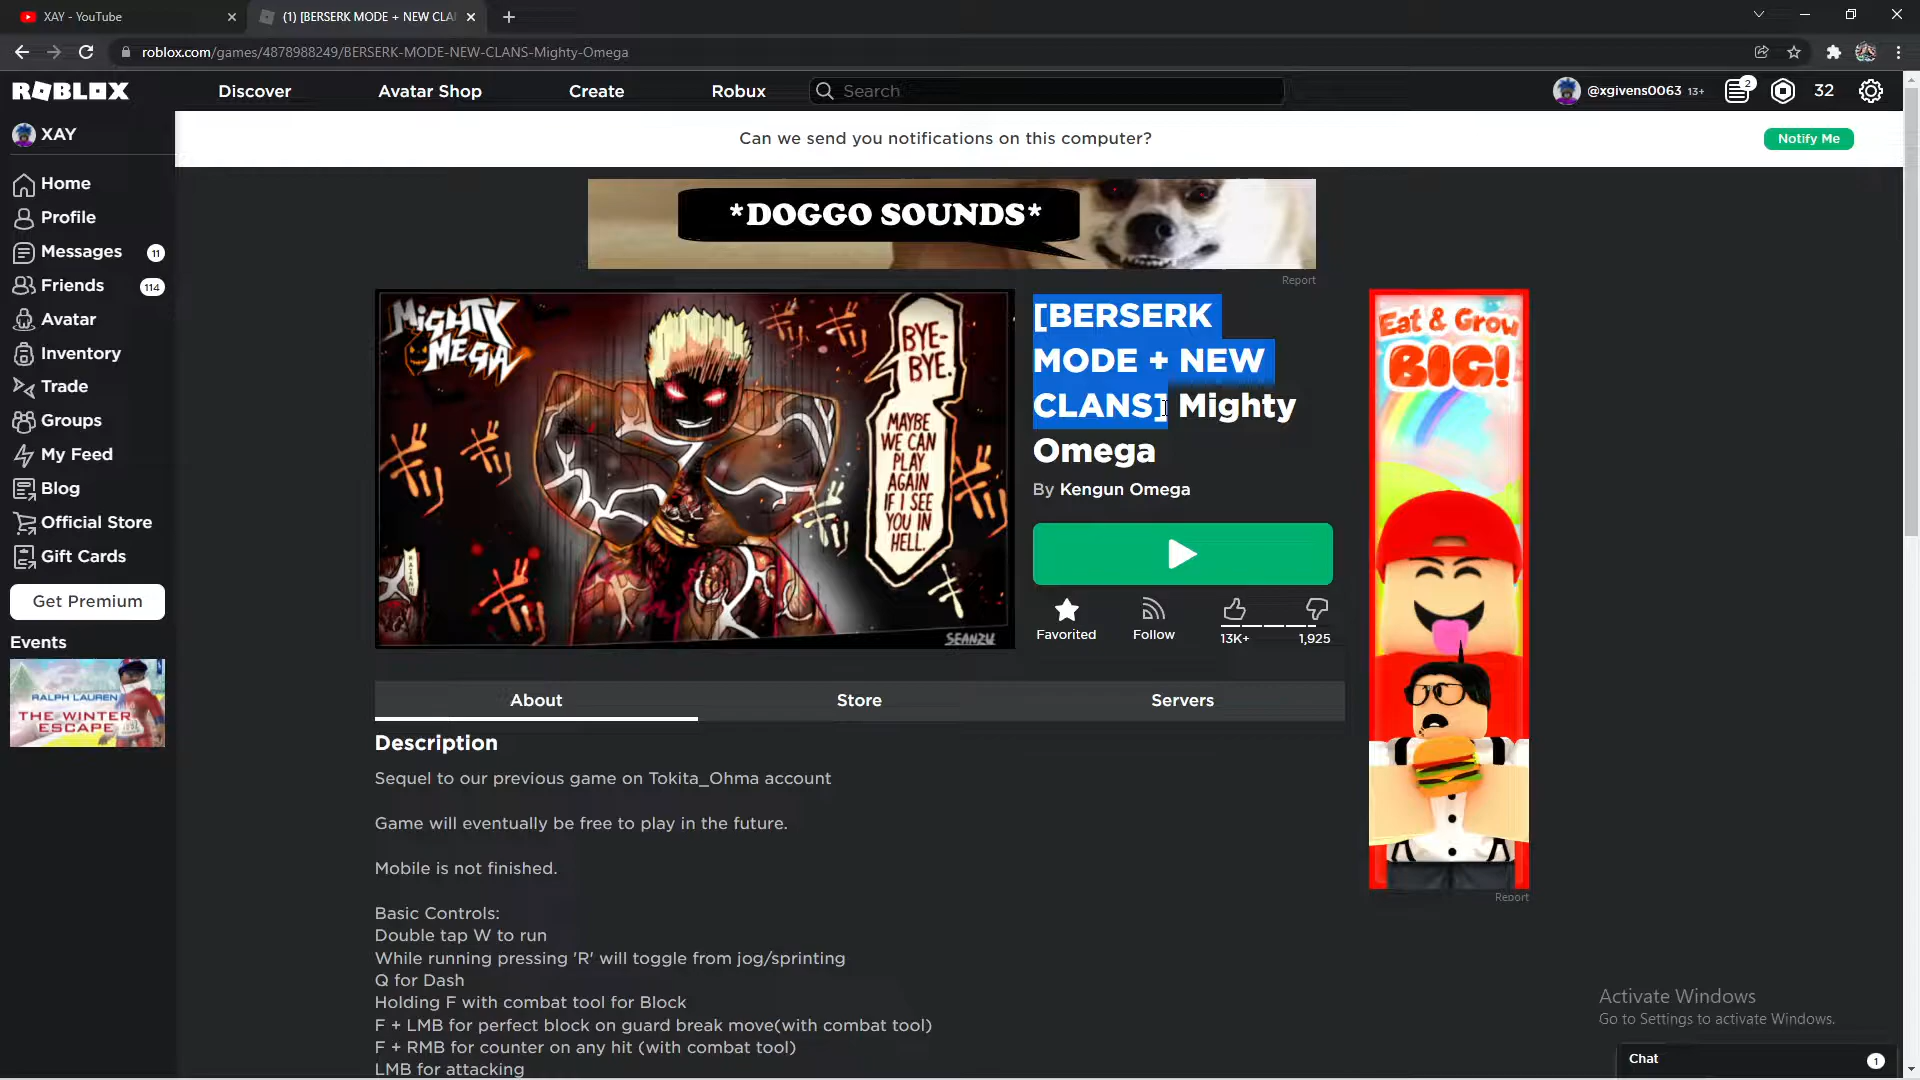 XAY - YouTube
(1) [BERSERK MODE + NEW CLA
roblox.com/games/4878988249/BERSERK-MODE-NEW-CLANS-Mighty-Omega
ROBLOX
Discover
Avatar Shop
Create
Robux
Search
@xgivens0063 13+
2
32
XAY
Can we send you notifications on this computer?
Notify Me
Home
Profile
Messages 11
Friends 114
Avatar
Inventory
Trade
Groups
My Feed
Blog
Official Store
Gift Cards
Get Premium
Events
RALPH LAUREN
THE WINTER
ESCAPE
*DOGGO SOUNDS*
Report
MIGHTY
MEGA
BYE-
BYE.
MAYBE
WE CAN
PLAY
AGAIN
IF I SEE
YOU IN
HELL.
SEANZU
[BERSERK
MODE + NEW
CLANS] Mighty
Omega
By Kengun Omega
Favorited
Follow
13K+
1,925
Eat & Grow
BIG!
Report
About
Store
Servers
Description
Sequel to our previous game on Tokita_Ohma account
Game will eventually be free to play in the future.
Mobile is not finished.
Basic Controls:
Double tap W to run
While running pressing 'R' will toggle from jog/sprinting
Q for Dash
Holding F with combat tool for Block
F + LMB for perfect block on guard break move(with combat tool)
F + RMB for counter on any hit (with combat tool)
LMB for attacking
Activate Windows
Go to Settings to activate Windows.
Chat
1